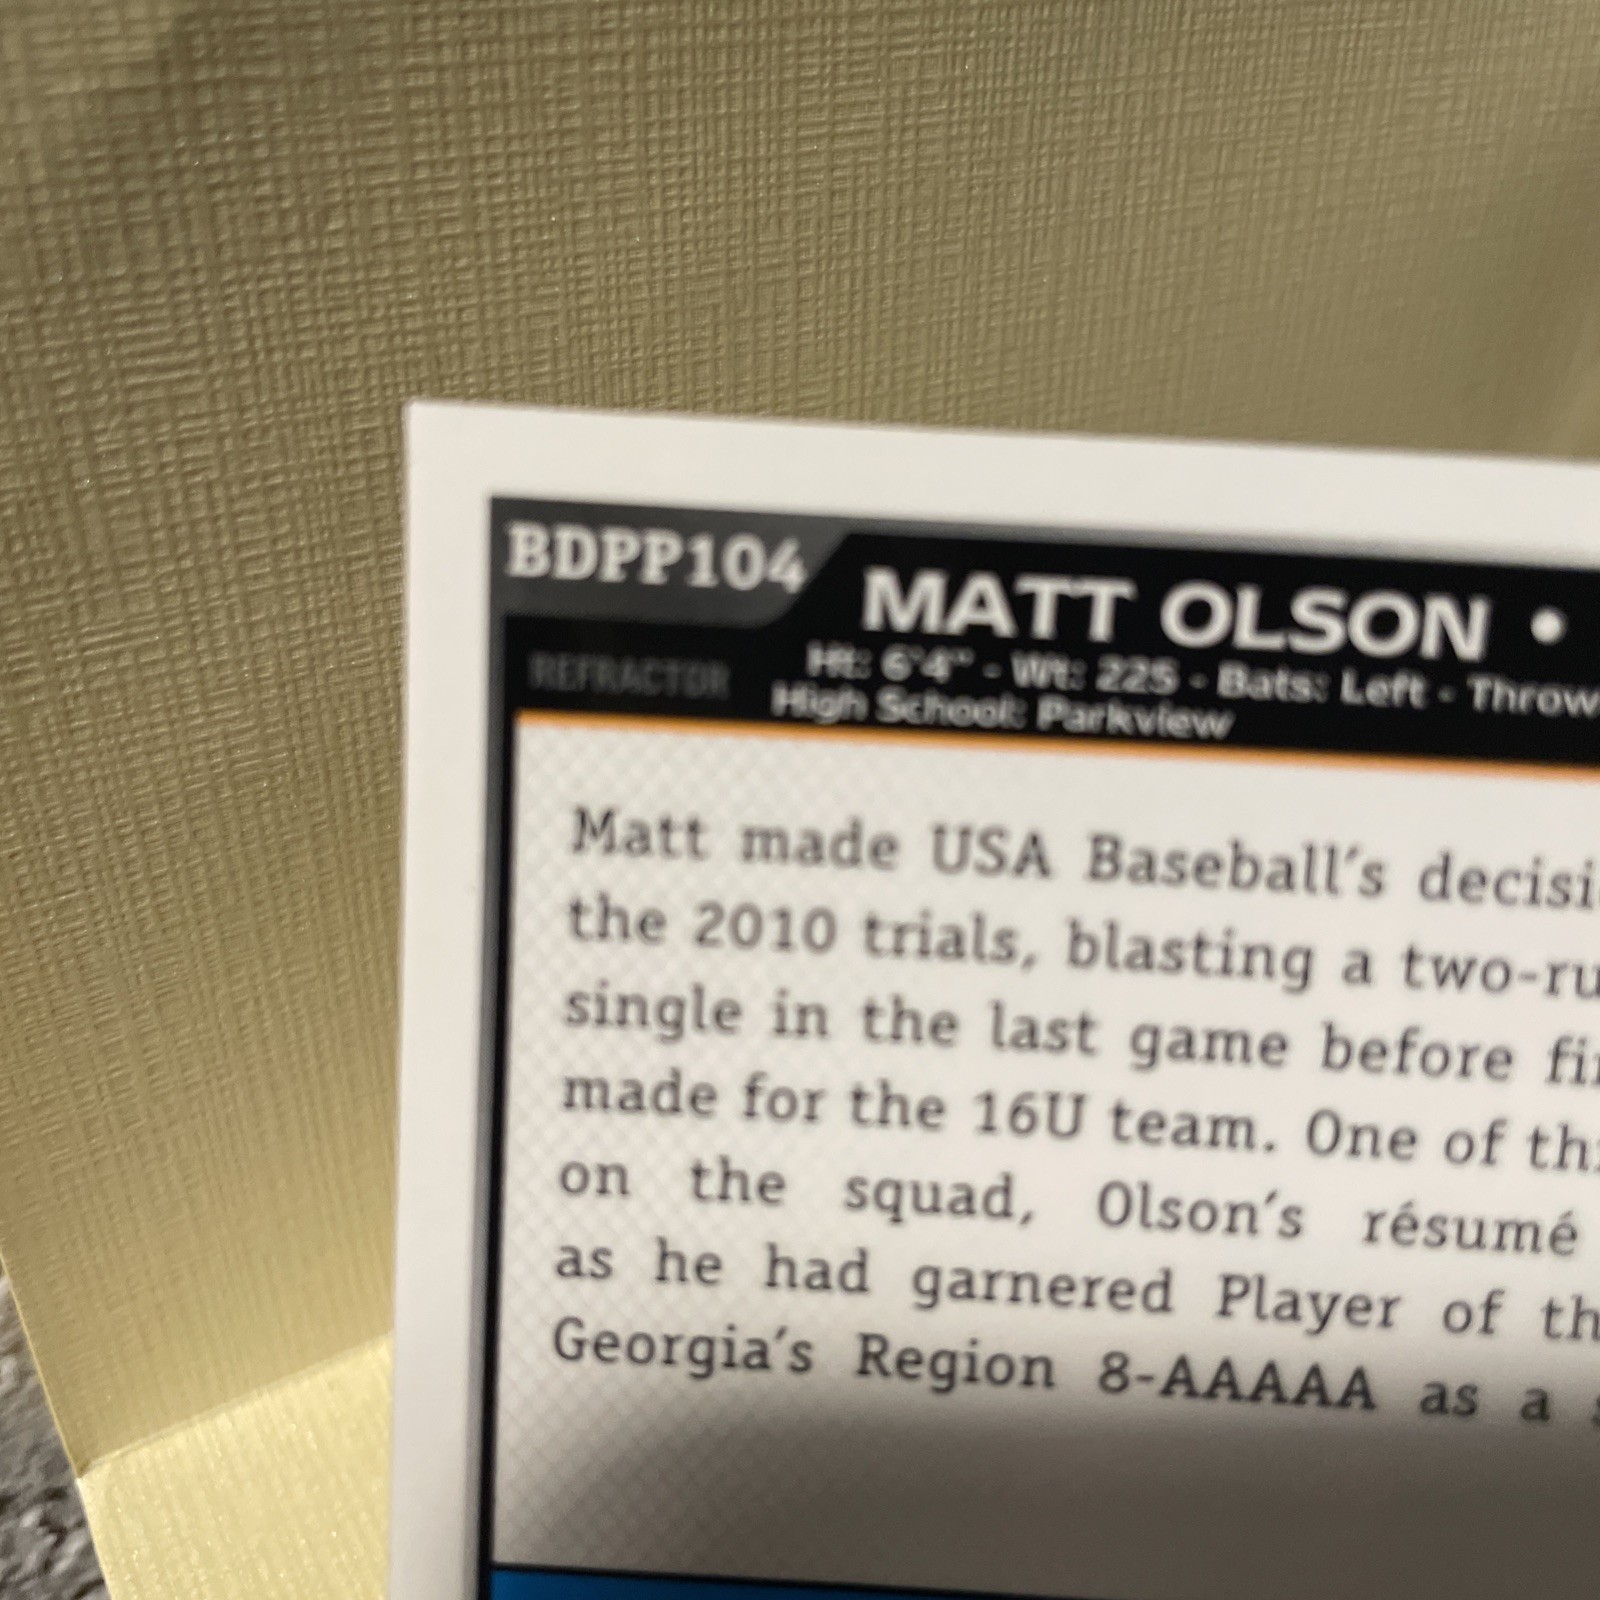 BDPP104
MATT OLSON •
REFRACTOR
Ht: 6'4" - Wt: 225 - Bats: Left - Throw
High School: Parkview
Matt made USA Baseball's decisi
the 2010 trials, blasting a two-ru
single in the last game before fi
made for the 16U team. One of th
on the squad, Olson's résumé
as he had garnered Player of th
Georgia's Region 8-AAAAA as a